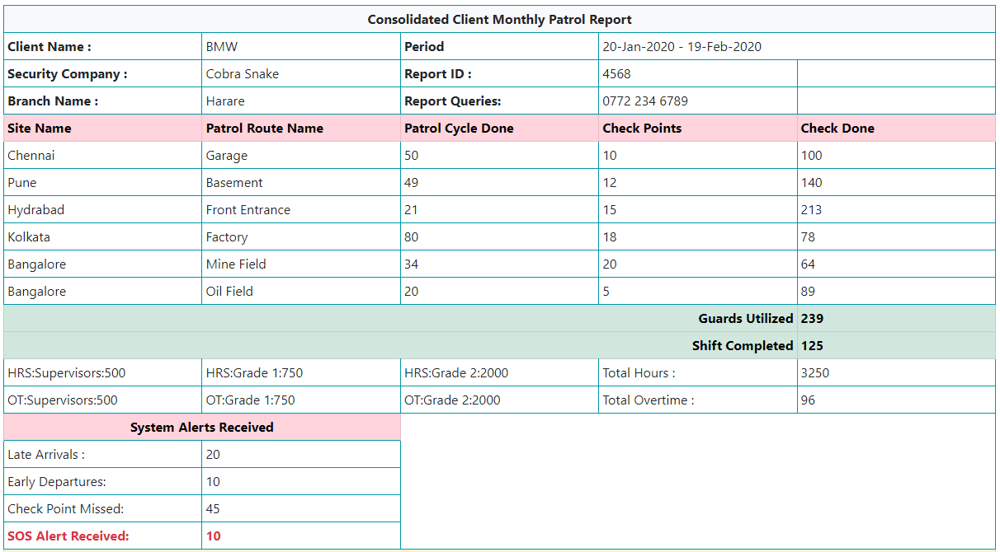 Consolidated Client Monthly Patrol Report
Client Name : BMW Period 20-Jan-2020 - 19-Feb-2020
Security Company : Cobra Snake Report ID : 4568
Branch Name : Harare Report Queries: 0772 234 6789
Site Name Patrol Route Name Patrol Cycle Done Check Points Check Done
Chennai Garage 50 10 100
Pune Basement 49 12 140
Hydrabad Front Entrance 21 15 213
Kolkata Factory 80 18 78
Bangalore Mine Field 34 20 64
Bangalore Oil Field 20 5 89
Guards Utilized 239
Shift Completed 125
HRS:Supervisors:500 HRS:Grade 1:750 HRS:Grade 2:2000 Total Hours : 3250
OT:Supervisors:500 OT:Grade 1:750 OT:Grade 2:2000 Total Overtime : 96
System Alerts Received
Late Arrivals : 20
Early Departures: 10
Check Point Missed: 45
SOS Alert Received: 10